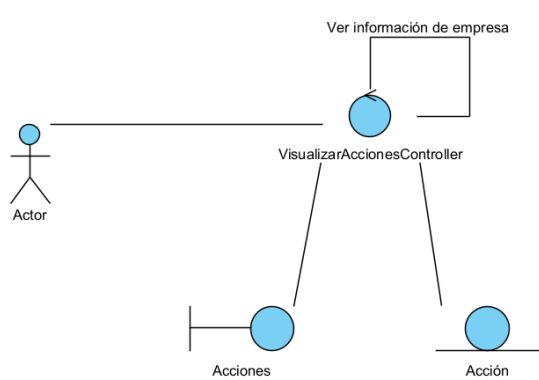 Ver información de empresa
VisualizarAccionesController
Actor
Acciones
Acción